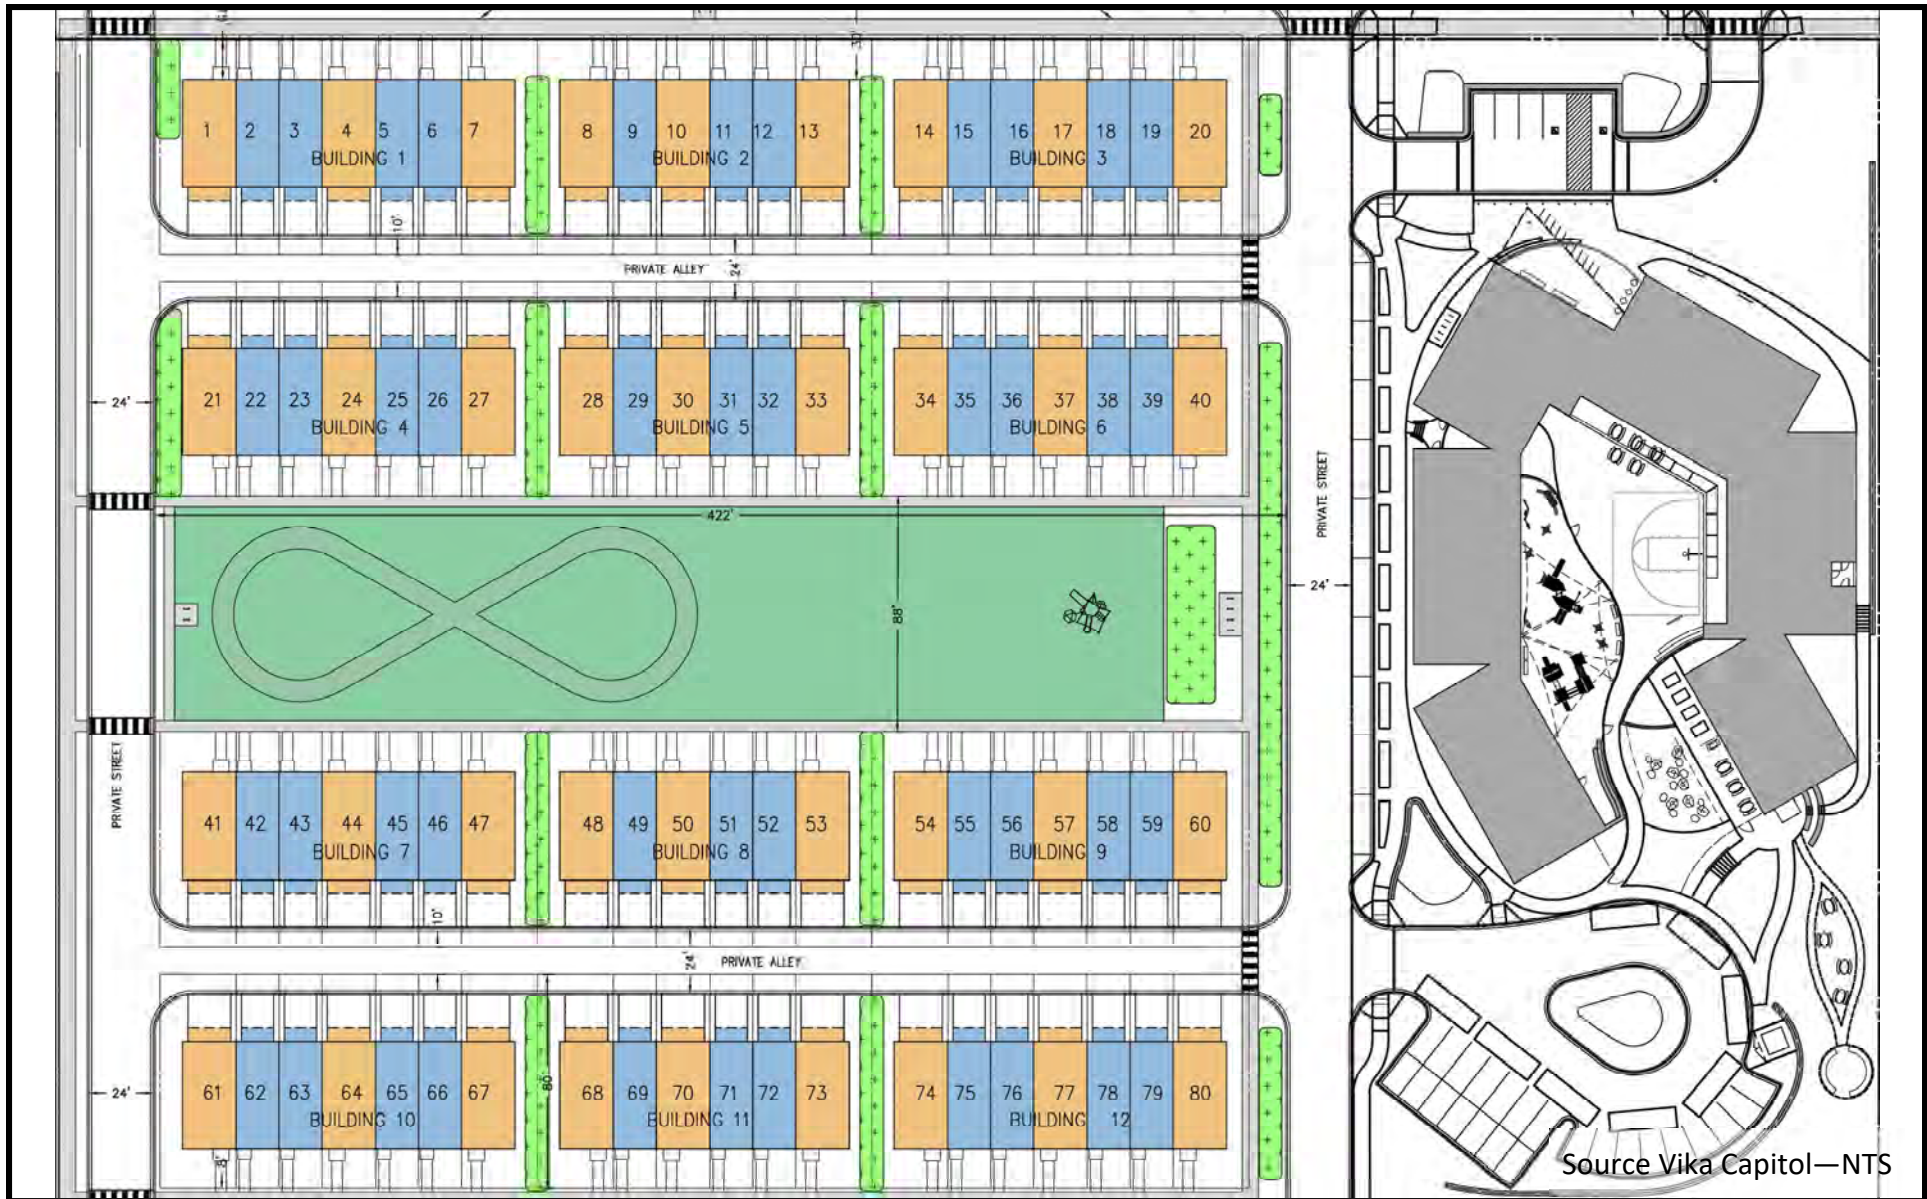 30'
1 2 3 4 5 6 7
BUILDING 1
8 9 10 11 12 13
BUILDING 2
14 15 16 17 18 19 20
BUILDING 3
10'
PRIVATE ALLEY 24'
21 22 23 24 25 26 27
BUILDING 4
28 29 30 31 32 33
BUILDING 5
34 35 36 37 38 39 40
BUILDING 6
24'
PRIVATE STREET
422'
88'
24'
PRIVATE STREET
41 42 43 44 45 46 47
BUILDING 7
48 49 50 51 52 53
BUILDING 8
54 55 56 57 58 59 60
BUILDING 9
10'
24' PRIVATE ALLEY
24'
80'
61 62 63 64 65 66 67
BUILDING 10
68 69 70 71 72 73
BUILDING 11
74 75 76 77 78 79 80
BUILDING 12
8'
Source Vika Capitol—NTS